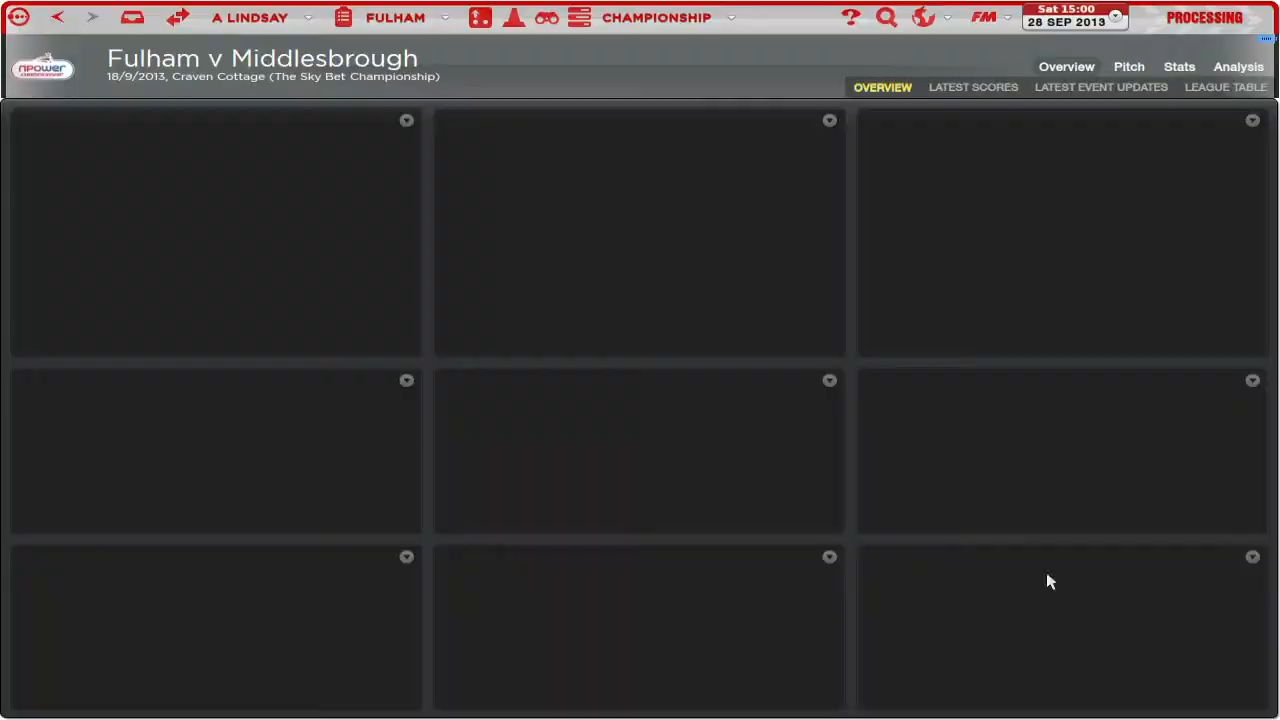 A LINDSAY
FULHAM
CHAMPIONSHIP
?
FM
Sat 15:00
28 SEP 2013
PROCESSING
npower
Fulham v Middlesbrough
18/9/2013, Craven Cottage (The Sky Bet Championship)
Overview Pitch Stats Analysis
OVERVIEW LATEST SCORES LATEST EVENT UPDATES LEAGUE TABLE